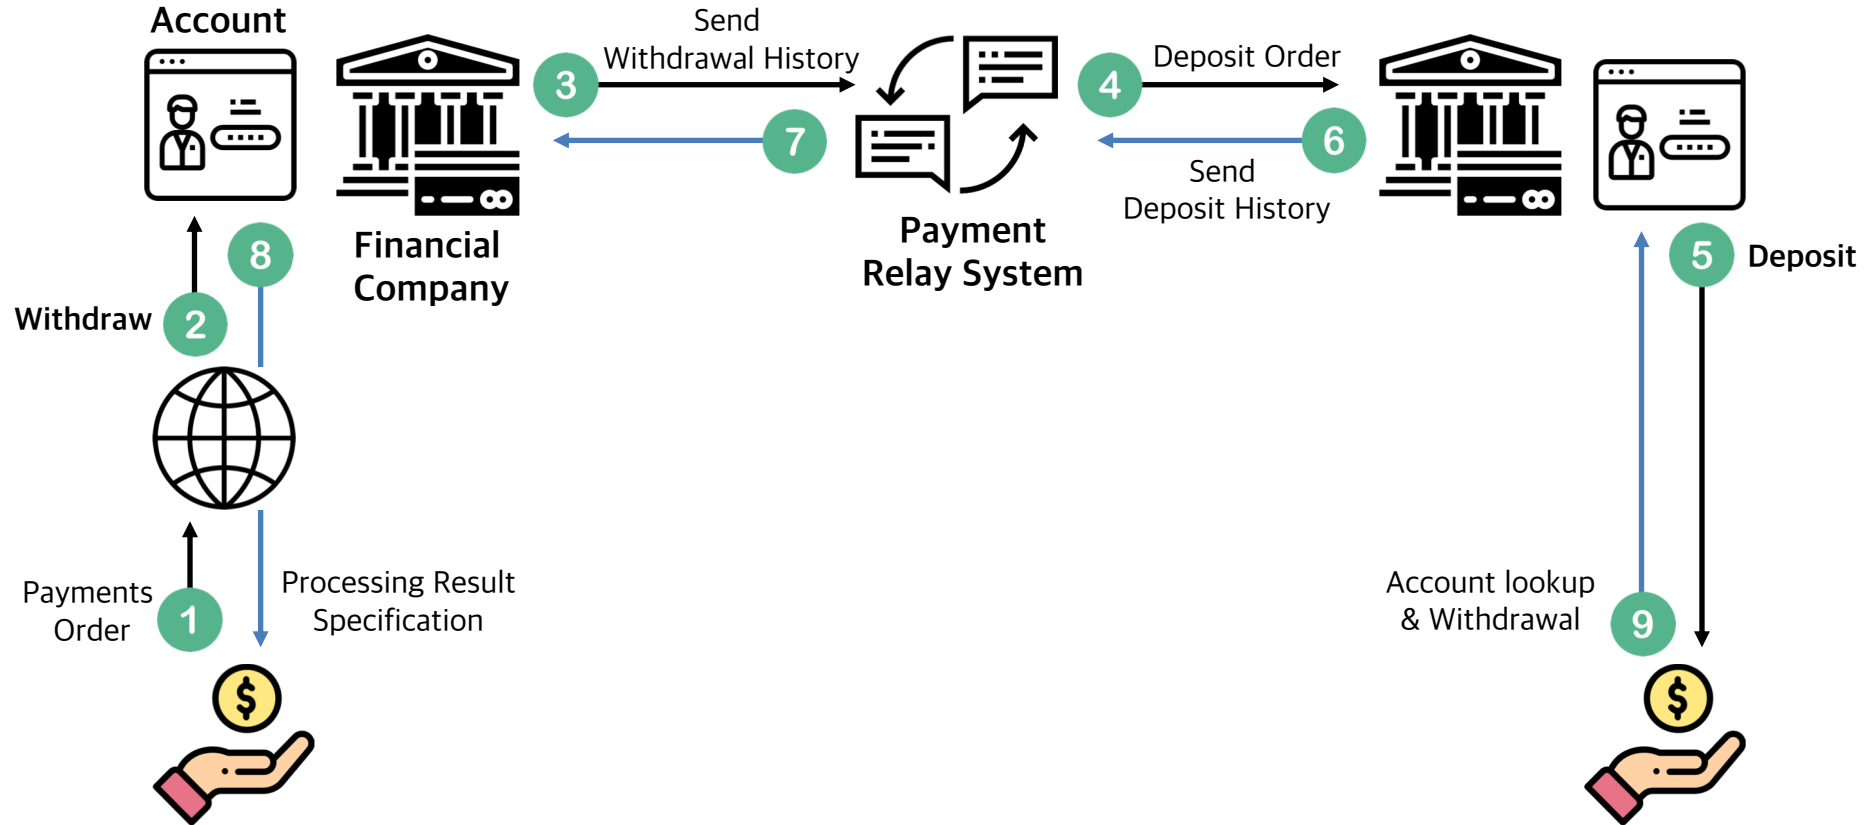 Account
Send
Withdrawal History
3
7
Financial
Company
Payment
Relay System
Deposit Order
4
6
Send
Deposit History
5
Deposit
8
Withdraw
2
Payments
Order
1
Processing Result
Specification
Account lookup
& Withdrawal
9
$
$